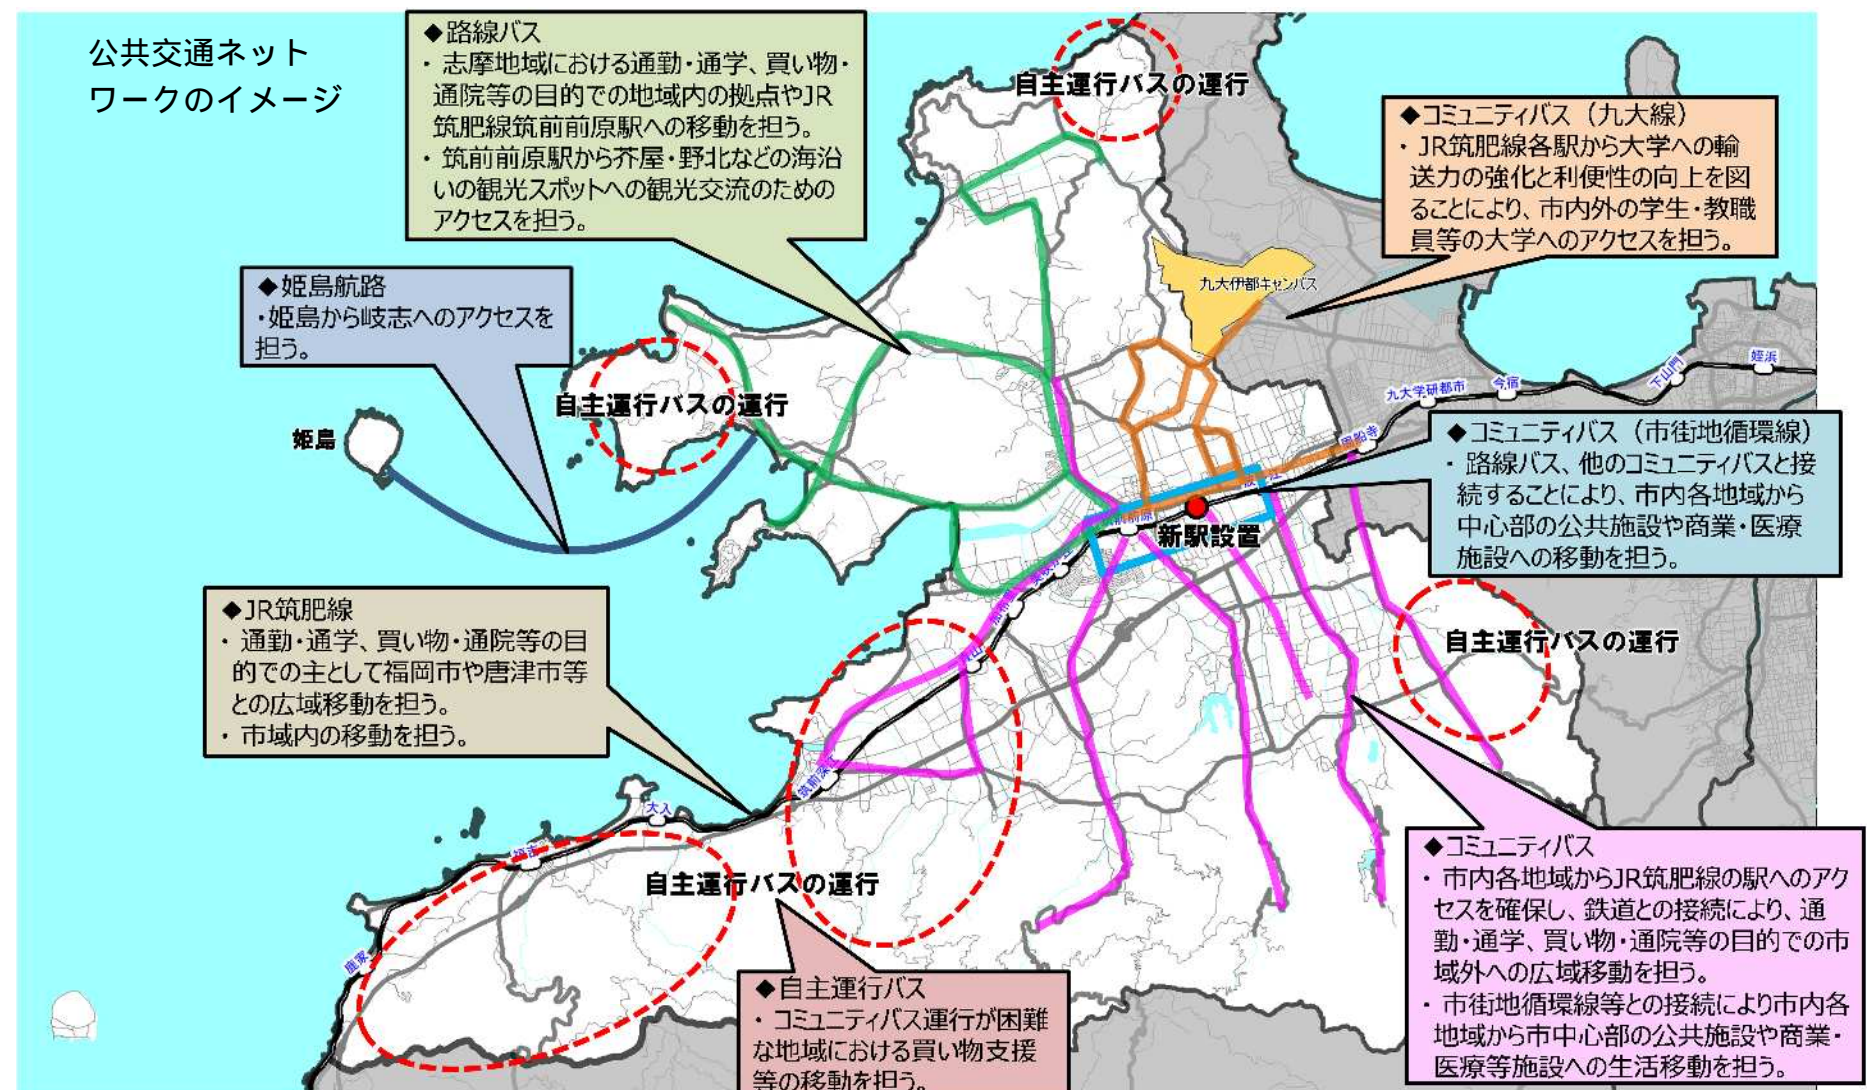 公共交通ネット
ワークのイメージ
◆路線バス
・志摩地域における通勤・通学、買い物・
通院等の目的での地域内の拠点やJR
筑肥線筑前前原駅への移動を担う。
・筑前前原駅から芥屋・野北などの海沿
いの観光スポットへの観光交流のための
アクセスを担う。
自主運行バスの運行
◆コミュニティバス（九大線）
・JR筑肥線各駅から大学への輸
送力の強化と利便性の向上を図
ることにより、市内外の学生・教職
員等の大学へのアクセスを担う。
◆姫島航路
・姫島から岐志へのアクセスを
担う。
九大伊都キャンパス
自主運行バスの運行
姫島
姪浜
下山門
今宿
九大学研都市
周船寺
◆コミュニティバス（市街地循環線）
・路線バス、他のコミュニティバスと接
続することにより、市内各地域から
中心部の公共施設や商業・医療
施設への移動を担う。
新駅設置
◆JR筑肥線
・通勤・通学、買い物・通院等の目
的での主として福岡市や唐津市等
との広域移動を担う。
・市域内の移動を担う。
自主運行バスの運行
筑前深江
大入
鹿家
自主運行バスの運行
◆自主運行バス
・コミュニティバス運行が困難
な地域における買い物支援
等の移動を担う。
◆コミュニティバス
・市内各地域からJR筑肥線の駅へのアク
セスを確保し、鉄道との接続により、通
勤・通学、買い物・通院等の目的での市
域外への広域移動を担う。
・市街地循環線等との接続により市内各
地域から市中心部の公共施設や商業・
医療等施設への生活移動を担う。